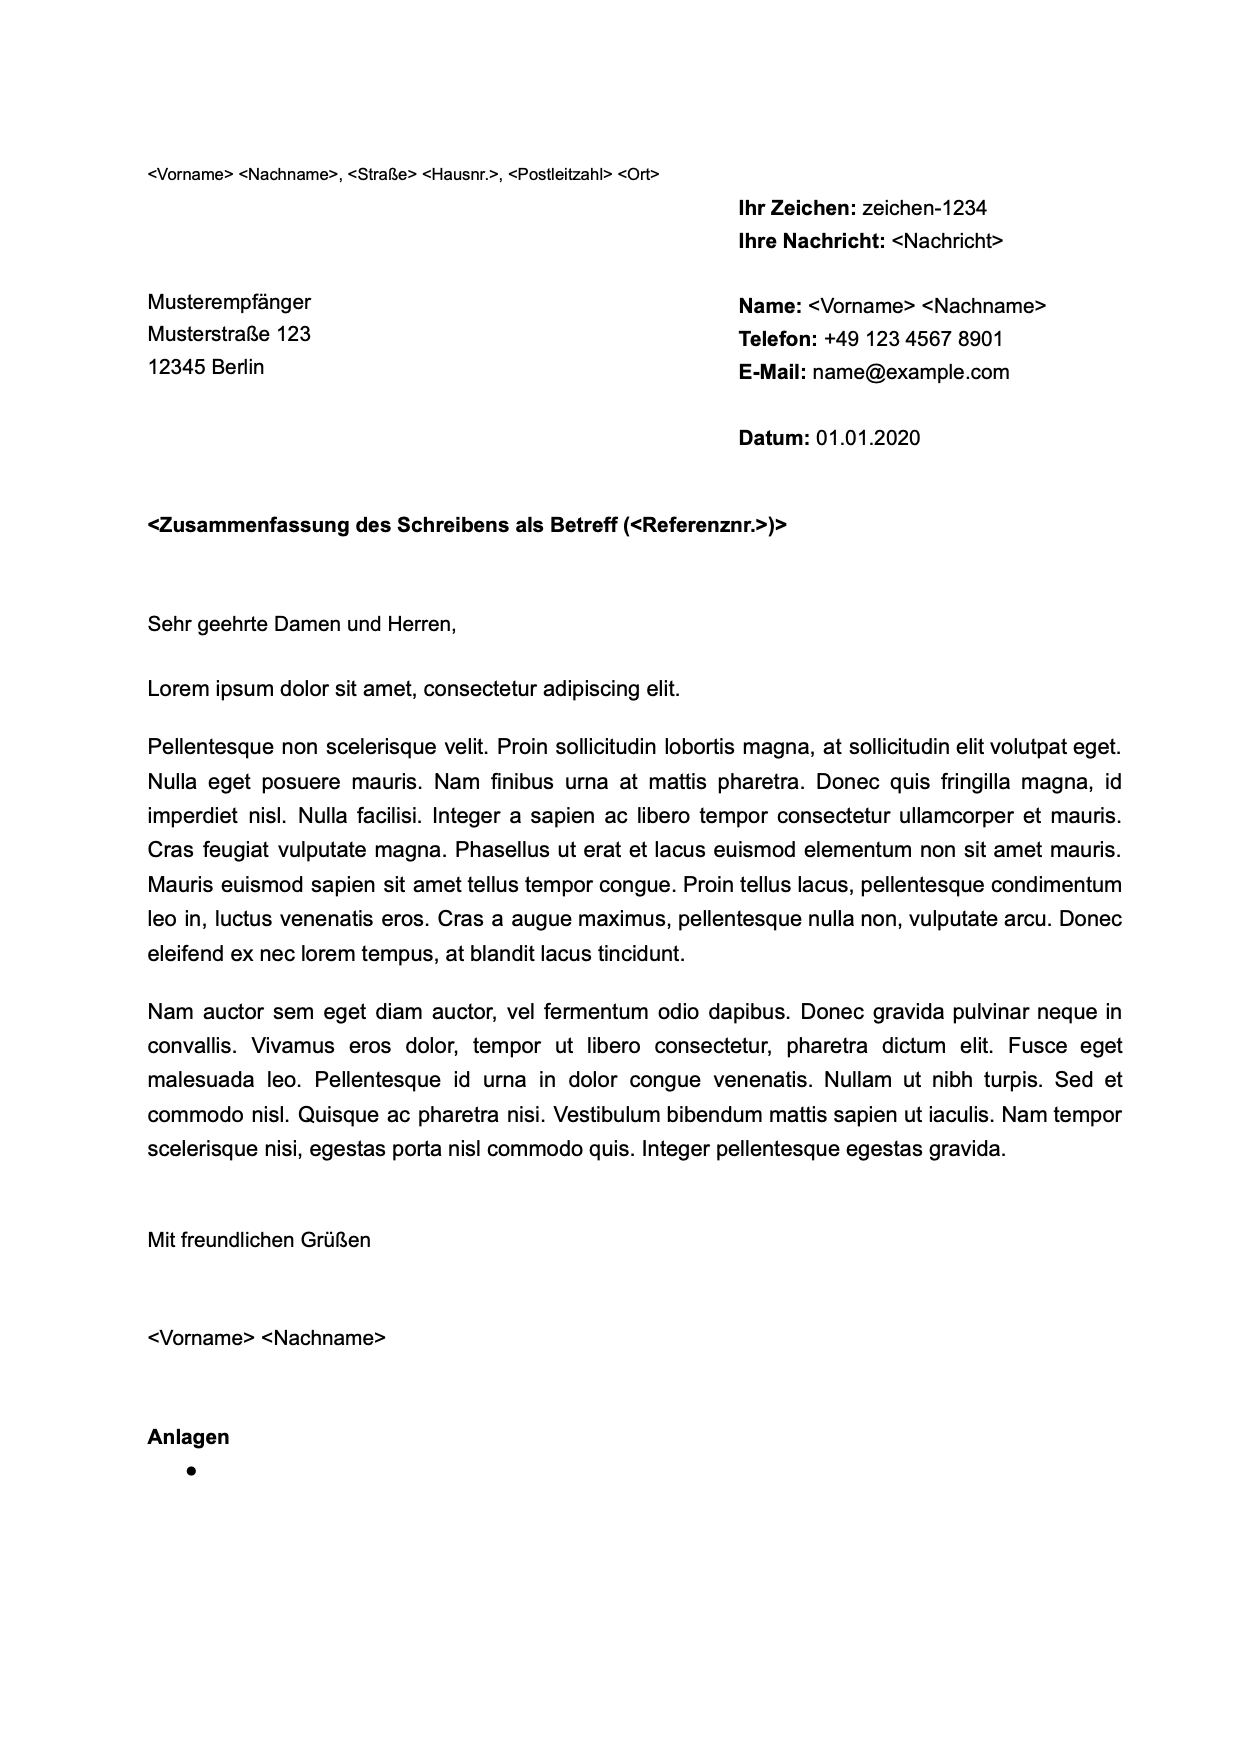 <Vorname> <Nachname>, <Straße> <Hausnr.>, <Postleitzahl> <Ort>
Ihr Zeichen: zeichen-1234
Ihre Nachricht: <Nachricht>
Musterempfänger
Musterstraße 123
12345 Berlin
Name: <Vorname> <Nachname>
Telefon: +49 123 4567 8901
E-Mail: name@example.com
Datum: 01.01.2020
<Zusammenfassung des Schreibens als Betreff (<Referenznr.>)>
Sehr geehrte Damen und Herren,
Lorem ipsum dolor sit amet, consectetur adipiscing elit.
Pellentesque non scelerisque velit. Proin sollicitudin lobortis magna, at sollicitudin elit volutpat eget.
Nulla eget posuere mauris. Nam finibus urna at mattis pharetra. Donec quis fringilla magna, id
imperdiet nisl. Nulla facilisi. Integer a sapien ac libero tempor consectetur ullamcorper et mauris.
Cras feugiat vulputate magna. Phasellus ut erat et lacus euismod elementum non sit amet mauris.
Mauris euismod sapien sit amet tellus tempor congue. Proin tellus lacus, pellentesque condimentum
leo in, luctus venenatis eros. Cras a augue maximus, pellentesque nulla non, vulputate arcu. Donec
eleifend ex nec lorem tempus, at blandit lacus tincidunt.
Nam auctor sem eget diam auctor, vel fermentum odio dapibus. Donec gravida pulvinar neque in
convallis. Vivamus eros dolor, tempor ut libero consectetur, pharetra dictum elit. Fusce eget
malesuada leo. Pellentesque id urna in dolor congue venenatis. Nullam ut nibh turpis. Sed et
commodo nisl. Quisque ac pharetra nisi. Vestibulum bibendum mattis sapien ut iaculis. Nam tempor
scelerisque nisi, egestas porta nisl commodo quis. Integer pellentesque egestas gravida.
Mit freundlichen Grüßen
<Vorname> <Nachname>
Anlagen
●